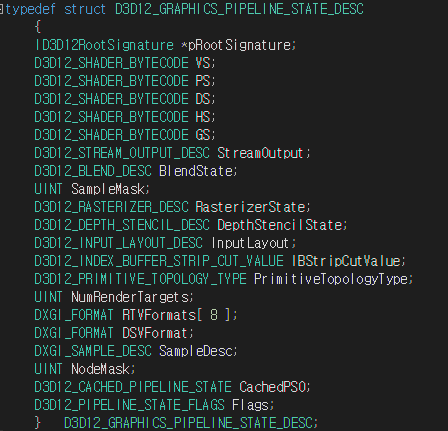 typedef struct D3D12_GRAPHICS_PIPELINE_STATE_DESC
{
ID3D12RootSignature *pRootSignature;
D3D12_SHADER_BYTECODE VS;
D3D12_SHADER_BYTECODE PS;
D3D12_SHADER_BYTECODE DS;
D3D12_SHADER_BYTECODE HS;
D3D12_SHADER_BYTECODE GS;
D3D12_STREAM_OUTPUT_DESC StreamOutput;
D3D12_BLEND_DESC BlendState;
UINT SampleMask;
D3D12_RASTERIZER_DESC RasterizerState;
D3D12_DEPTH_STENCIL_DESC DepthStencilState;
D3D12_INPUT_LAYOUT_DESC InputLayout;
D3D12_INDEX_BUFFER_STRIP_CUT_VALUE IBStripCutValue;
D3D12_PRIMITIVE_TOPOLOGY_TYPE PrimitiveTopologyType;
UINT NumRenderTargets;
DXGI_FORMAT RTVFormats[ 8 ];
DXGI_FORMAT DSVFormat;
DXGI_SAMPLE_DESC SampleDesc;
UINT NodeMask;
D3D12_CACHED_PIPELINE_STATE CachedPSO;
D3D12_PIPELINE_STATE_FLAGS Flags;
} D3D12_GRAPHICS_PIPELINE_STATE_DESC;